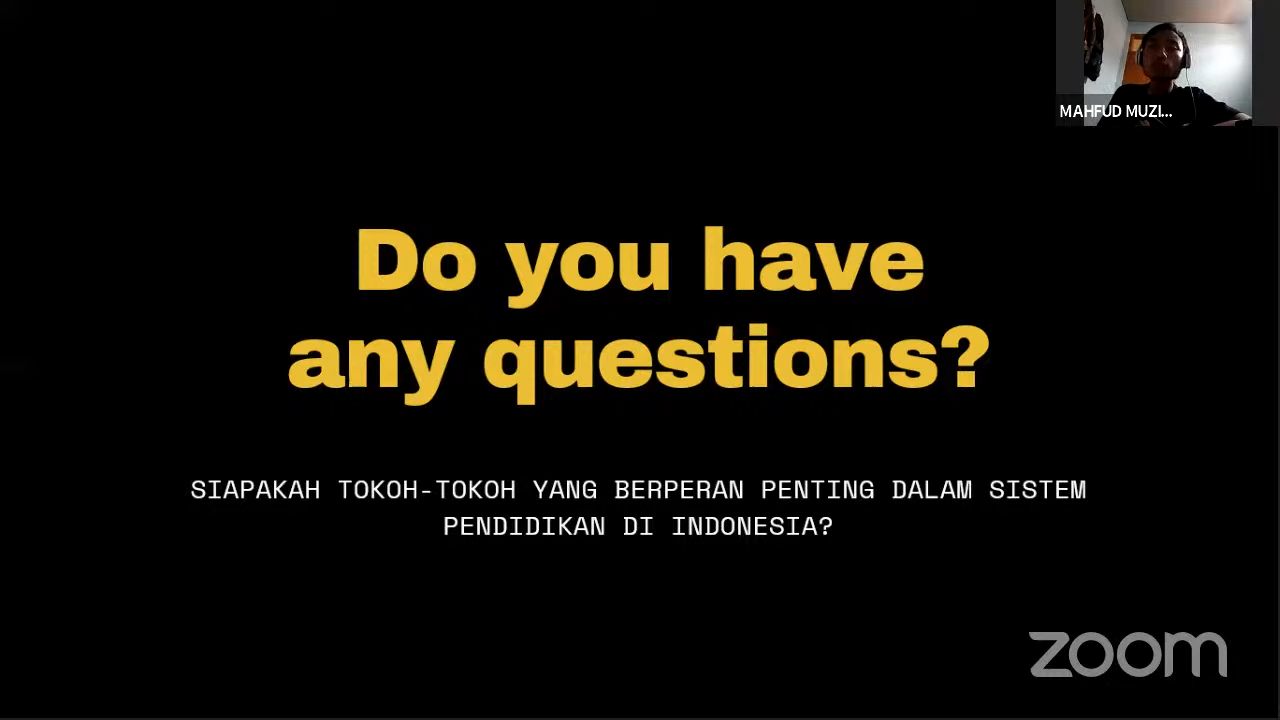 MAHFUD MUZI...
Do you have
any questions?
SIAPAKAH TOKOH-TOKOH YANG BERPERAN PENTING DALAM SISTEM
PENDIDIKAN DI INDONESIA?
zoom